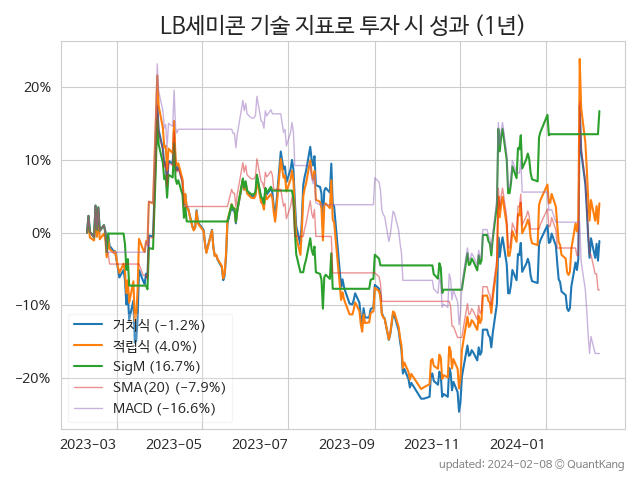 LB세미콘 기술 지표로 투자 시 성과 (1년)
20%
10%
0%
−10%
−20%
거치식 (−1.2%)
적립식 (4.0%)
SigM (16.7%)
SMA(20) (−7.9%)
MACD (−16.6%)
2023-03 2023-05 2023-07 2023-09 2023-11 2024-01
updated: 2024-02-08 © QuantKang